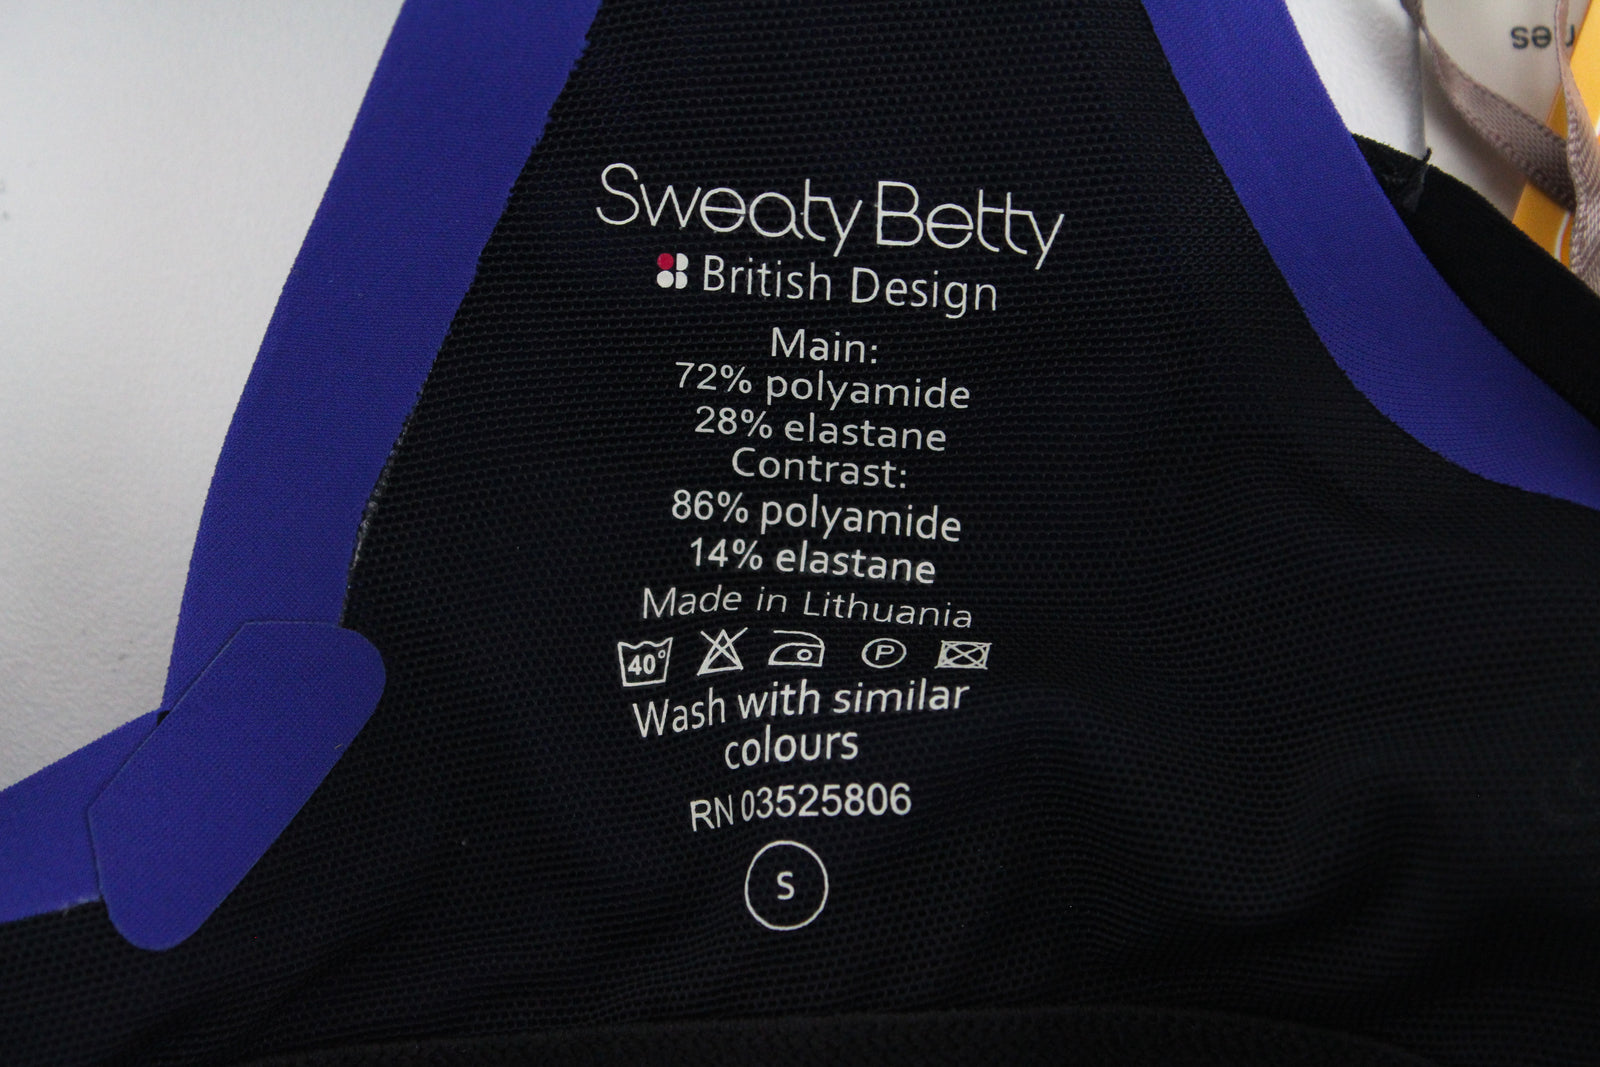 Sweaty Betty
British Design
Main:
72% polyamide
28% elastane
Contrast:
86% polyamide
14% elastane
Made in Lithuania
40°
P
Wash with similar
colours
RN 03525806
S